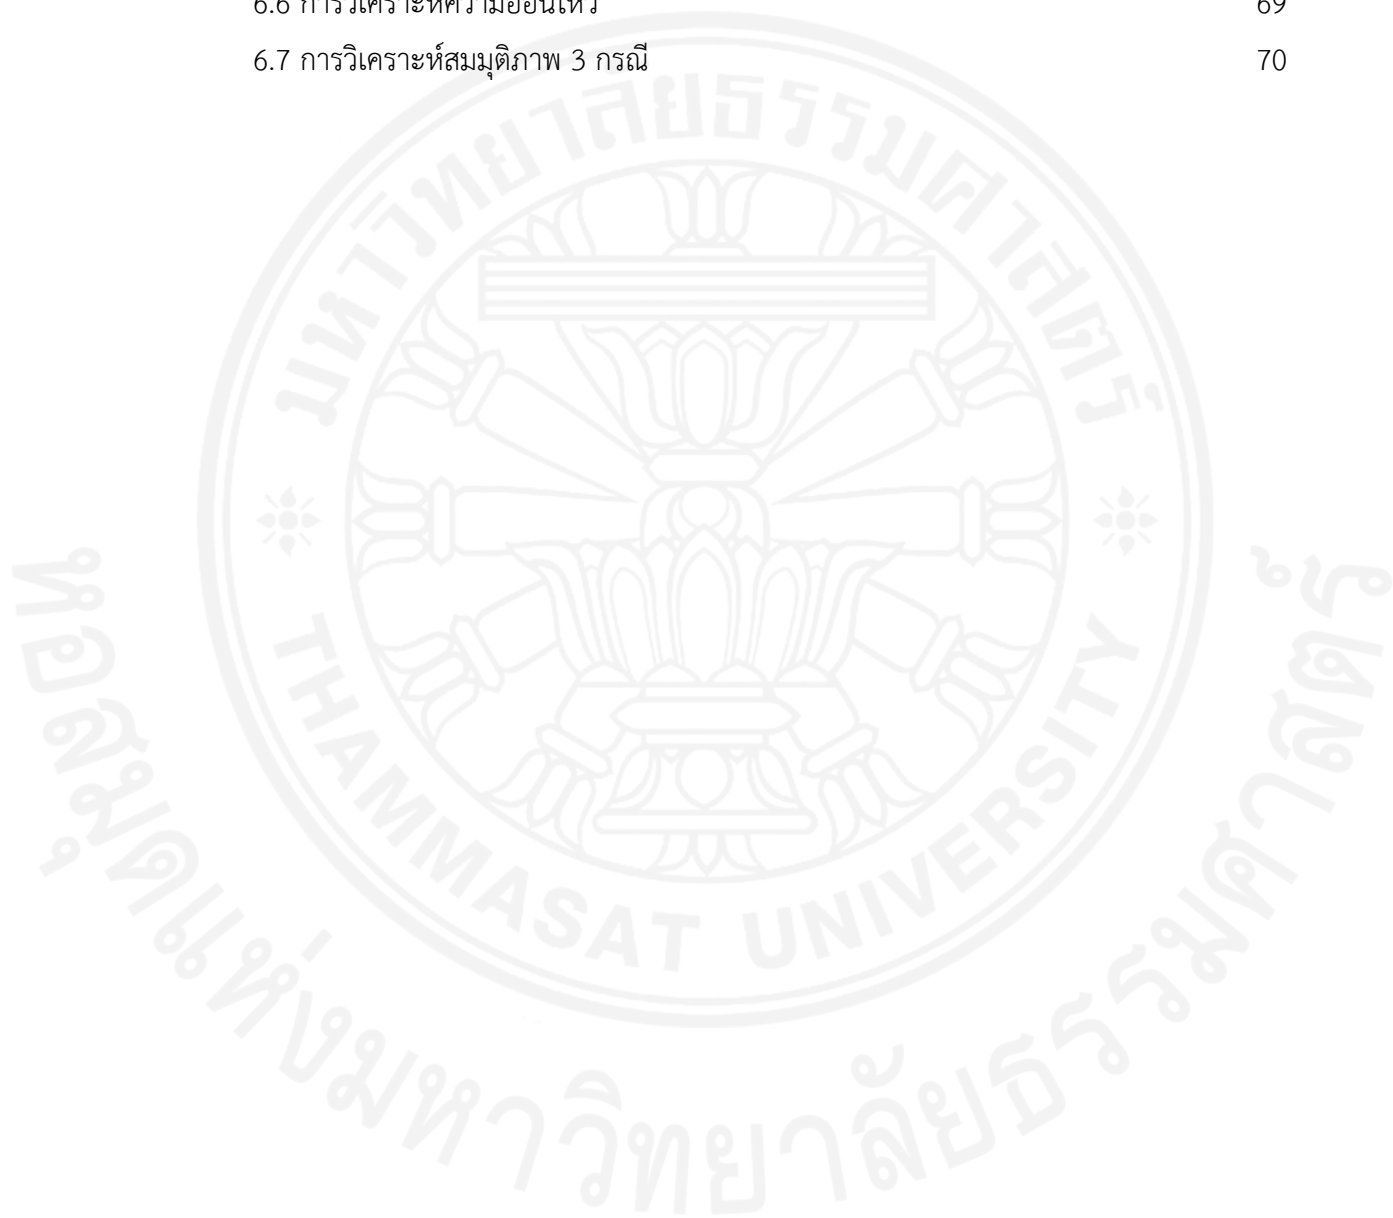 6.6 การวิเคราะห์ความอ่อนไหว 69
6.7 การวิเคราะห์สมมุติภาพ 3 กรณี 70
มหาวิทยาลัยธรรมศาสตร์
THAMMASAT UNIVERSITY
หอสมุดแห่งมหาวิทยาลัยธรรมศาสตร์